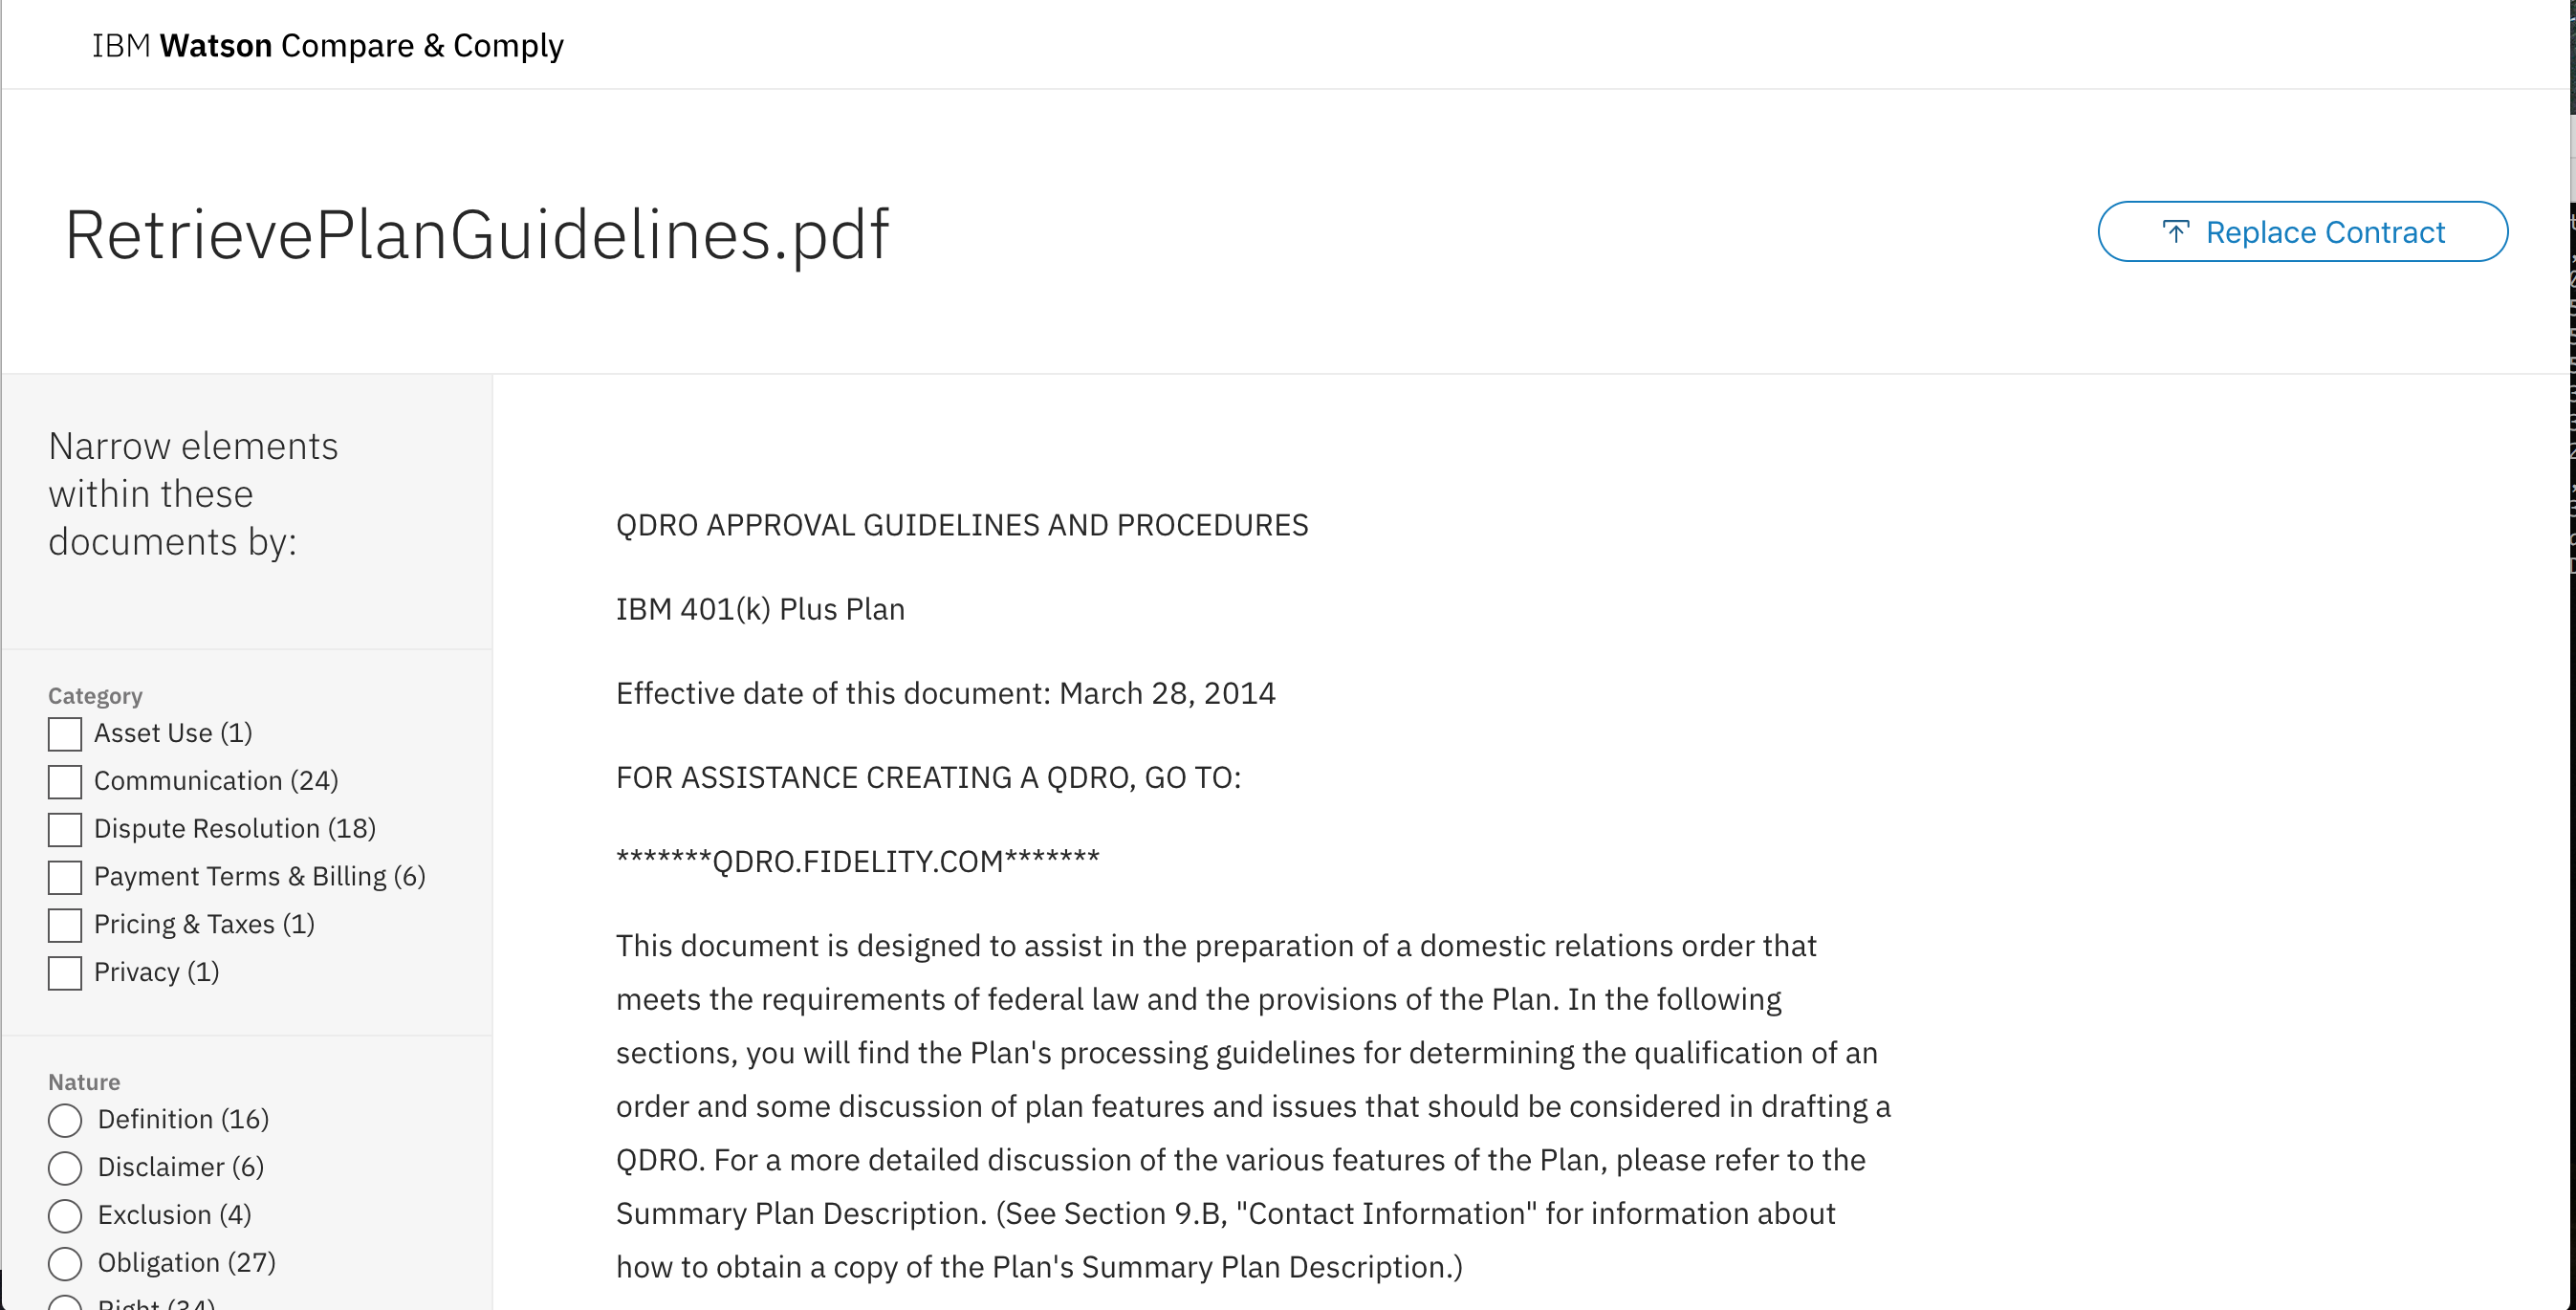 IBM Watson Compare & Comply
RetrievePlanGuidelines.pdf
Replace Contract
Narrow elements
within these
documents by:
Category
Asset Use (1)
Communication (24)
Dispute Resolution (18)
Payment Terms & Billing (6)
Pricing & Taxes (1)
Privacy (1)
Nature
Definition (16)
Disclaimer (6)
Exclusion (4)
Obligation (27)
Right (34)
QDRO APPROVAL GUIDELINES AND PROCEDURES
IBM 401(k) Plus Plan
Effective date of this document: March 28, 2014
FOR ASSISTANCE CREATING A QDRO, GO TO:
*******QDRO.FIDELITY.COM*******
This document is designed to assist in the preparation of a domestic relations order that
meets the requirements of federal law and the provisions of the Plan. In the following
sections, you will find the Plan's processing guidelines for determining the qualification of an
order and some discussion of plan features and issues that should be considered in drafting a
QDRO. For a more detailed discussion of the various features of the Plan, please refer to the
Summary Plan Description. (See Section 9.B, "Contact Information" for information about
how to obtain a copy of the Plan's Summary Plan Description.)